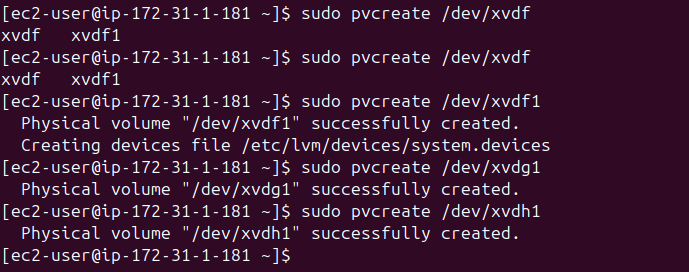 [ec2-user@ip-172-31-1-181 ~]$ sudo pvcreate /dev/xvdf
xvdf   xvdf1
[ec2-user@ip-172-31-1-181 ~]$ sudo pvcreate /dev/xvdf
xvdf   xvdf1
[ec2-user@ip-172-31-1-181 ~]$ sudo pvcreate /dev/xvdf1
  Physical volume "/dev/xvdf1" successfully created.
  Creating devices file /etc/lvm/devices/system.devices
[ec2-user@ip-172-31-1-181 ~]$ sudo pvcreate /dev/xvdg1
  Physical volume "/dev/xvdg1" successfully created.
[ec2-user@ip-172-31-1-181 ~]$ sudo pvcreate /dev/xvdh1
  Physical volume "/dev/xvdh1" successfully created.
[ec2-user@ip-172-31-1-181 ~]$